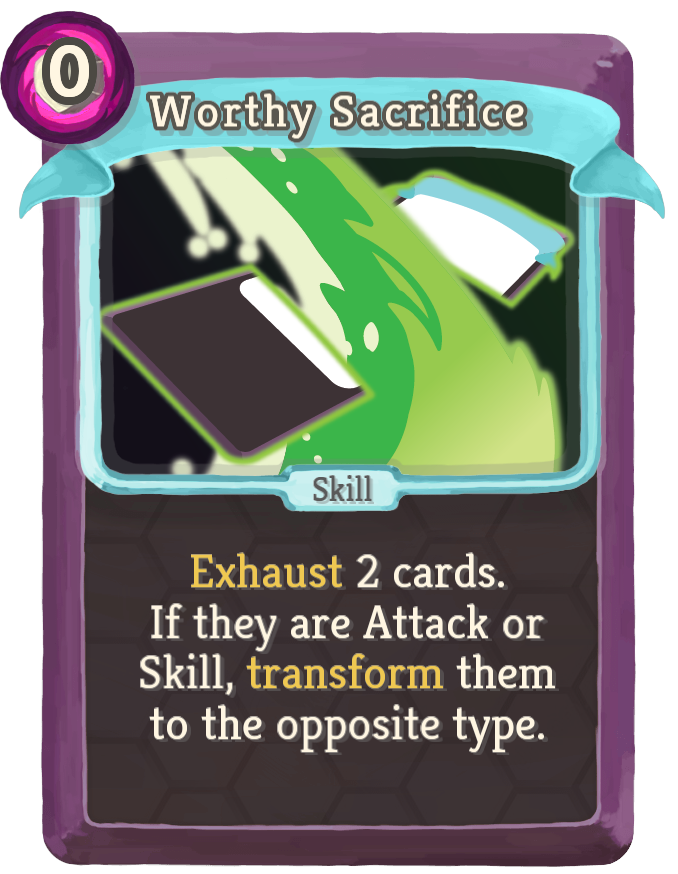 0
Worthy Sacrifice
Skill
Exhaust 2 cards.
If they are Attack or
Skill, transform them
to the opposite type.